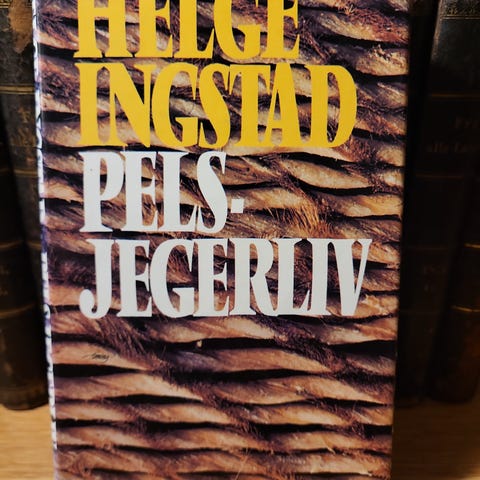 HELGE
INGSTAD
PELS-
JEGERLIV